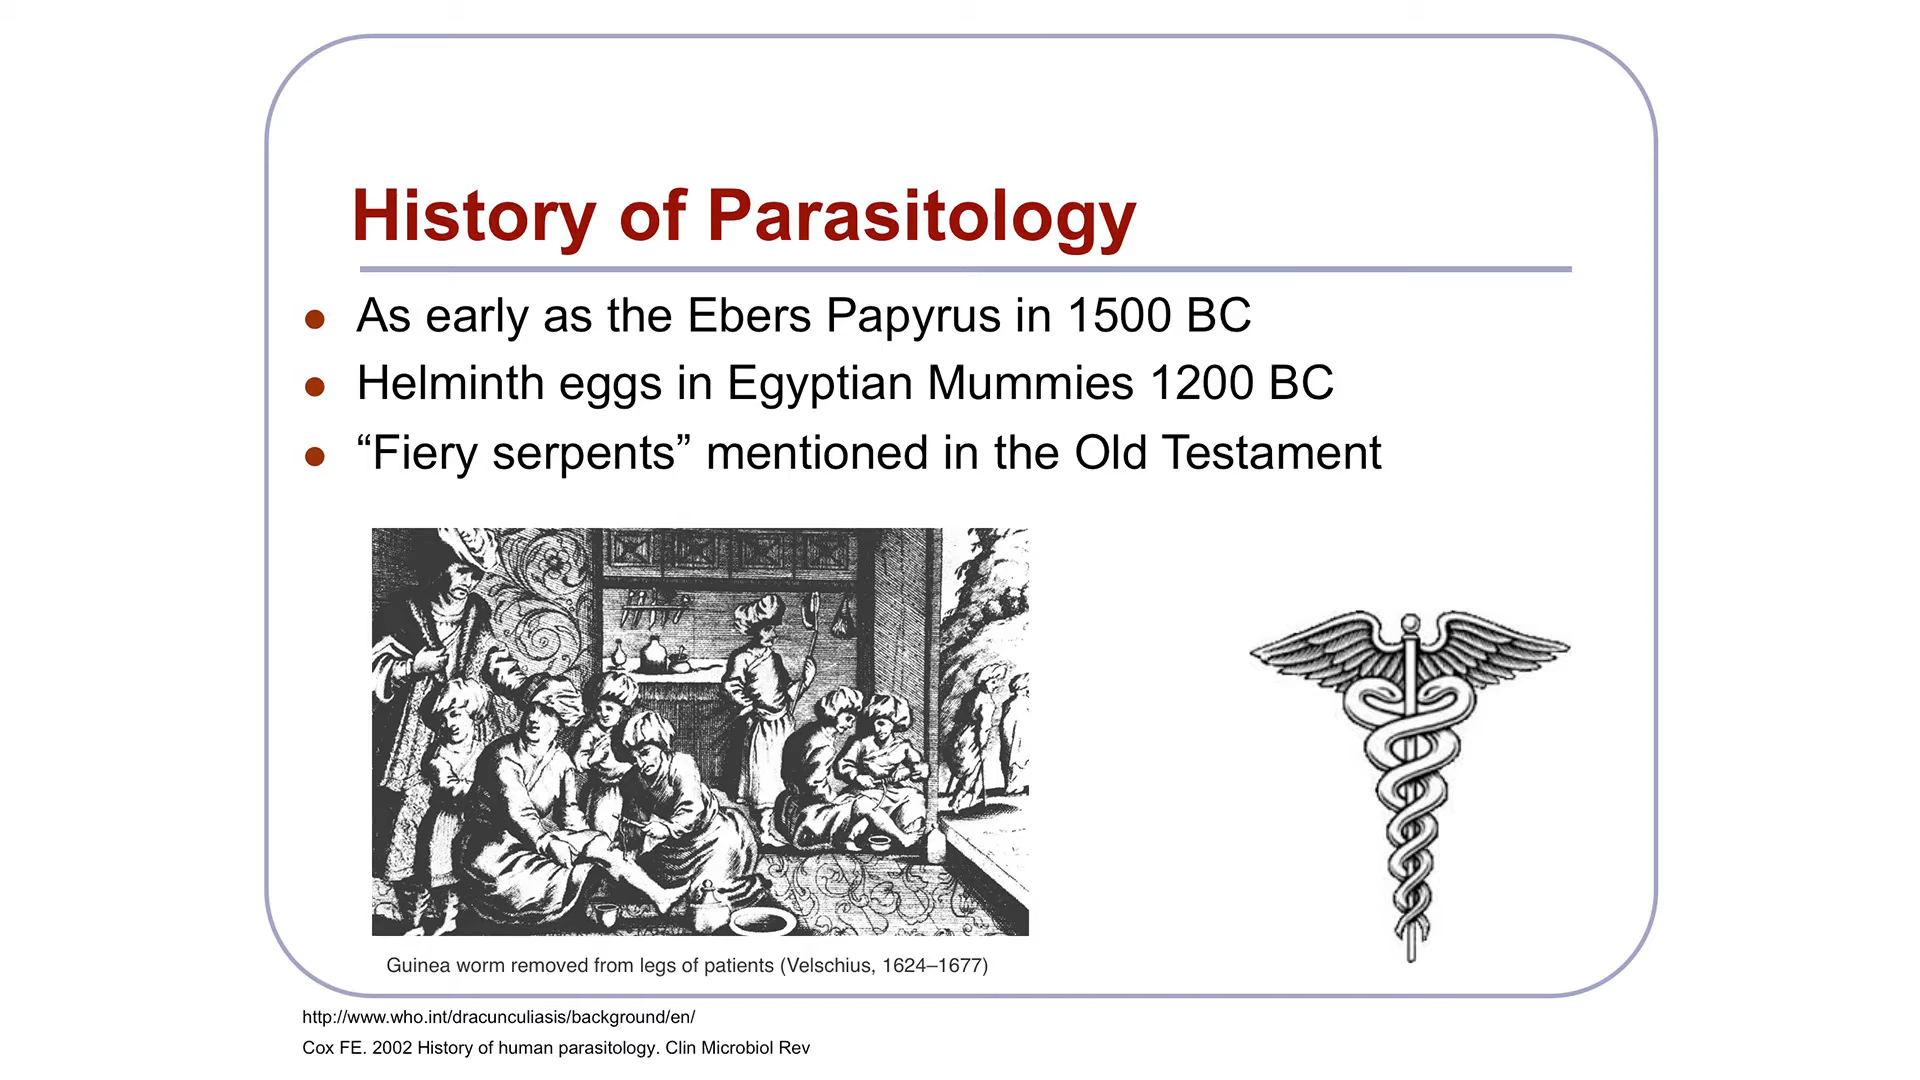 History of Parasitology
As early as the Ebers Papyrus in 1500 BC
Helminth eggs in Egyptian Mummies 1200 BC
“Fiery serpents” mentioned in the Old Testament
Guinea worm removed from legs of patients (Velschius, 1624–1677)
http://www.who.int/dracunculiasis/background/en/
Cox FE. 2002 History of human parasitology. Clin Microbiol Rev